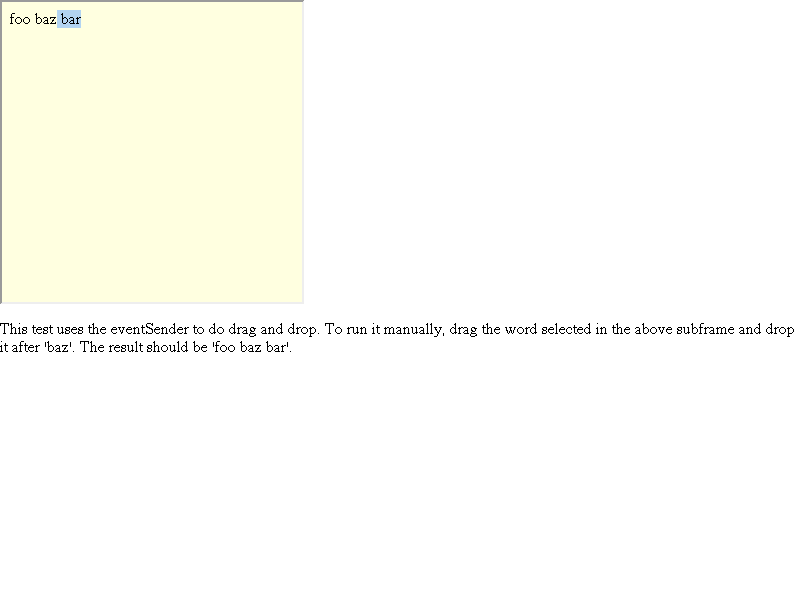 foo baz bar
This test uses the eventSender to do drag and drop. To run it manually, drag the word selected in the above subframe and drop
it after 'baz'. The result should be 'foo baz bar'.